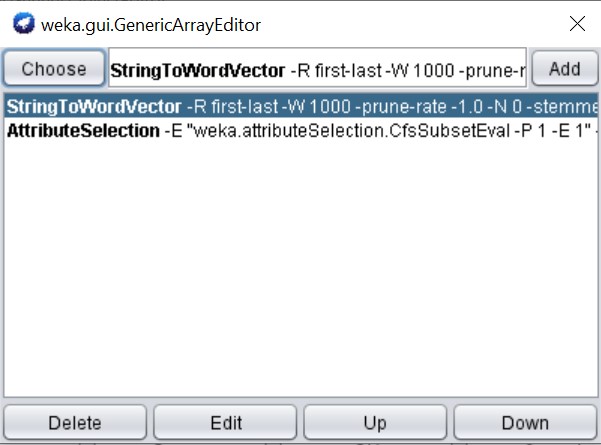 weka.gui.GenericArrayEditor
Choose StringToWordVector -R first-last -W 1000 -prune-r Add
StringToWordVector -R first-last -W 1000 -prune-rate -1.0 -N 0 -stemme
AttributeSelection -E "weka.attributeSelection.CfsSubsetEval -P 1 -E 1" -
Delete Edit Up Down